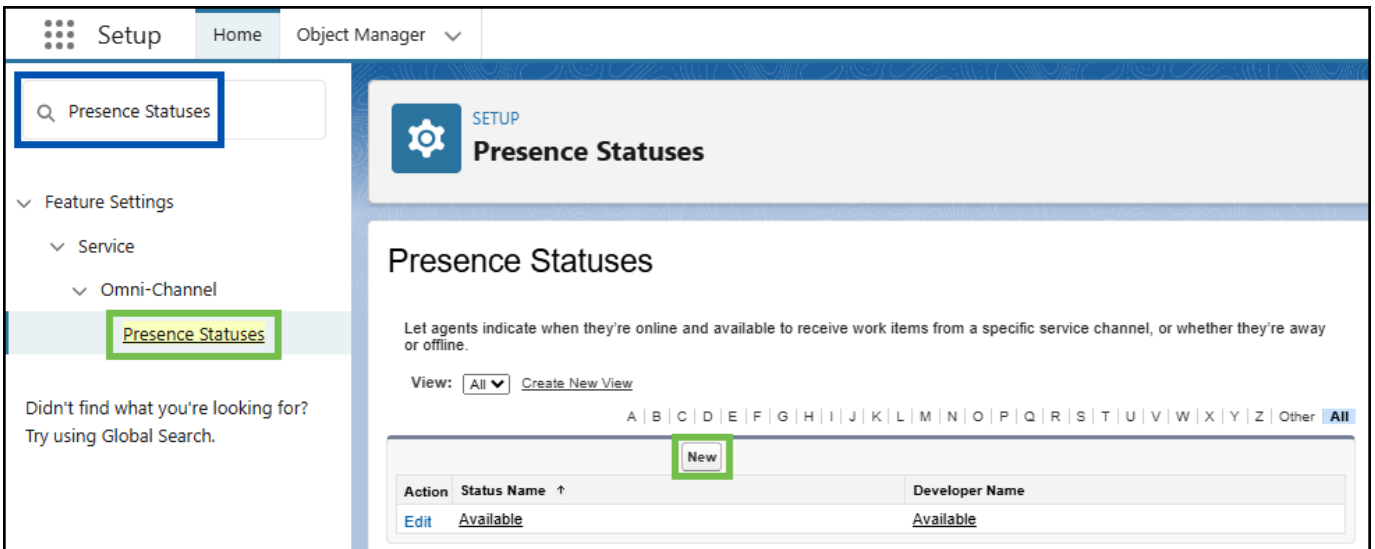 Setup Home Object Manager
Presence Statuses
Feature Settings
Service
Omni-Channel
Presence Statuses
Didn't find what you're looking for?
Try using Global Search.
SETUP
Presence Statuses
Presence Statuses
Let agents indicate when they're online and available to receive work items from a specific service channel, or whether they're away
or offline.
View: All Create New View
A | B | C | D | E | F | G | H | I | J | K | L | M | N | O | P | Q | R | S | T | U | V | W | X | Y | Z | Other | All
New
Action Status Name ↑ Developer Name
Edit Available Available